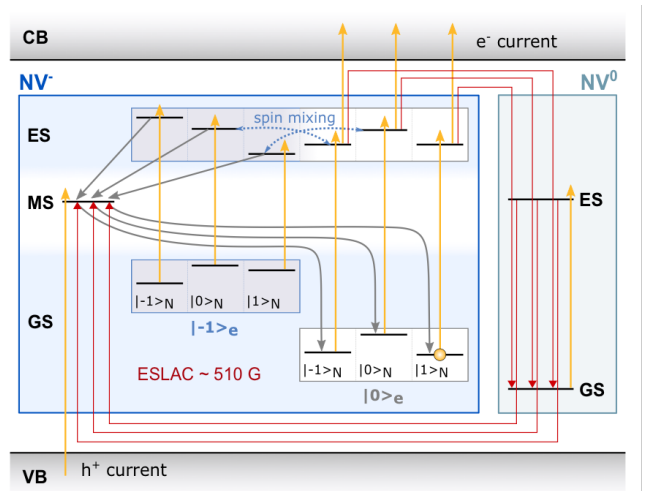 CB
e- current
NV-
NV0
spin mixing
ES
MS
ES
|-1>N |0>N |1>N
|-1>e
GS
|-1>N |0>N |1>N
ESLAC ~ 510 G
|0>e
GS
h+ current
VB